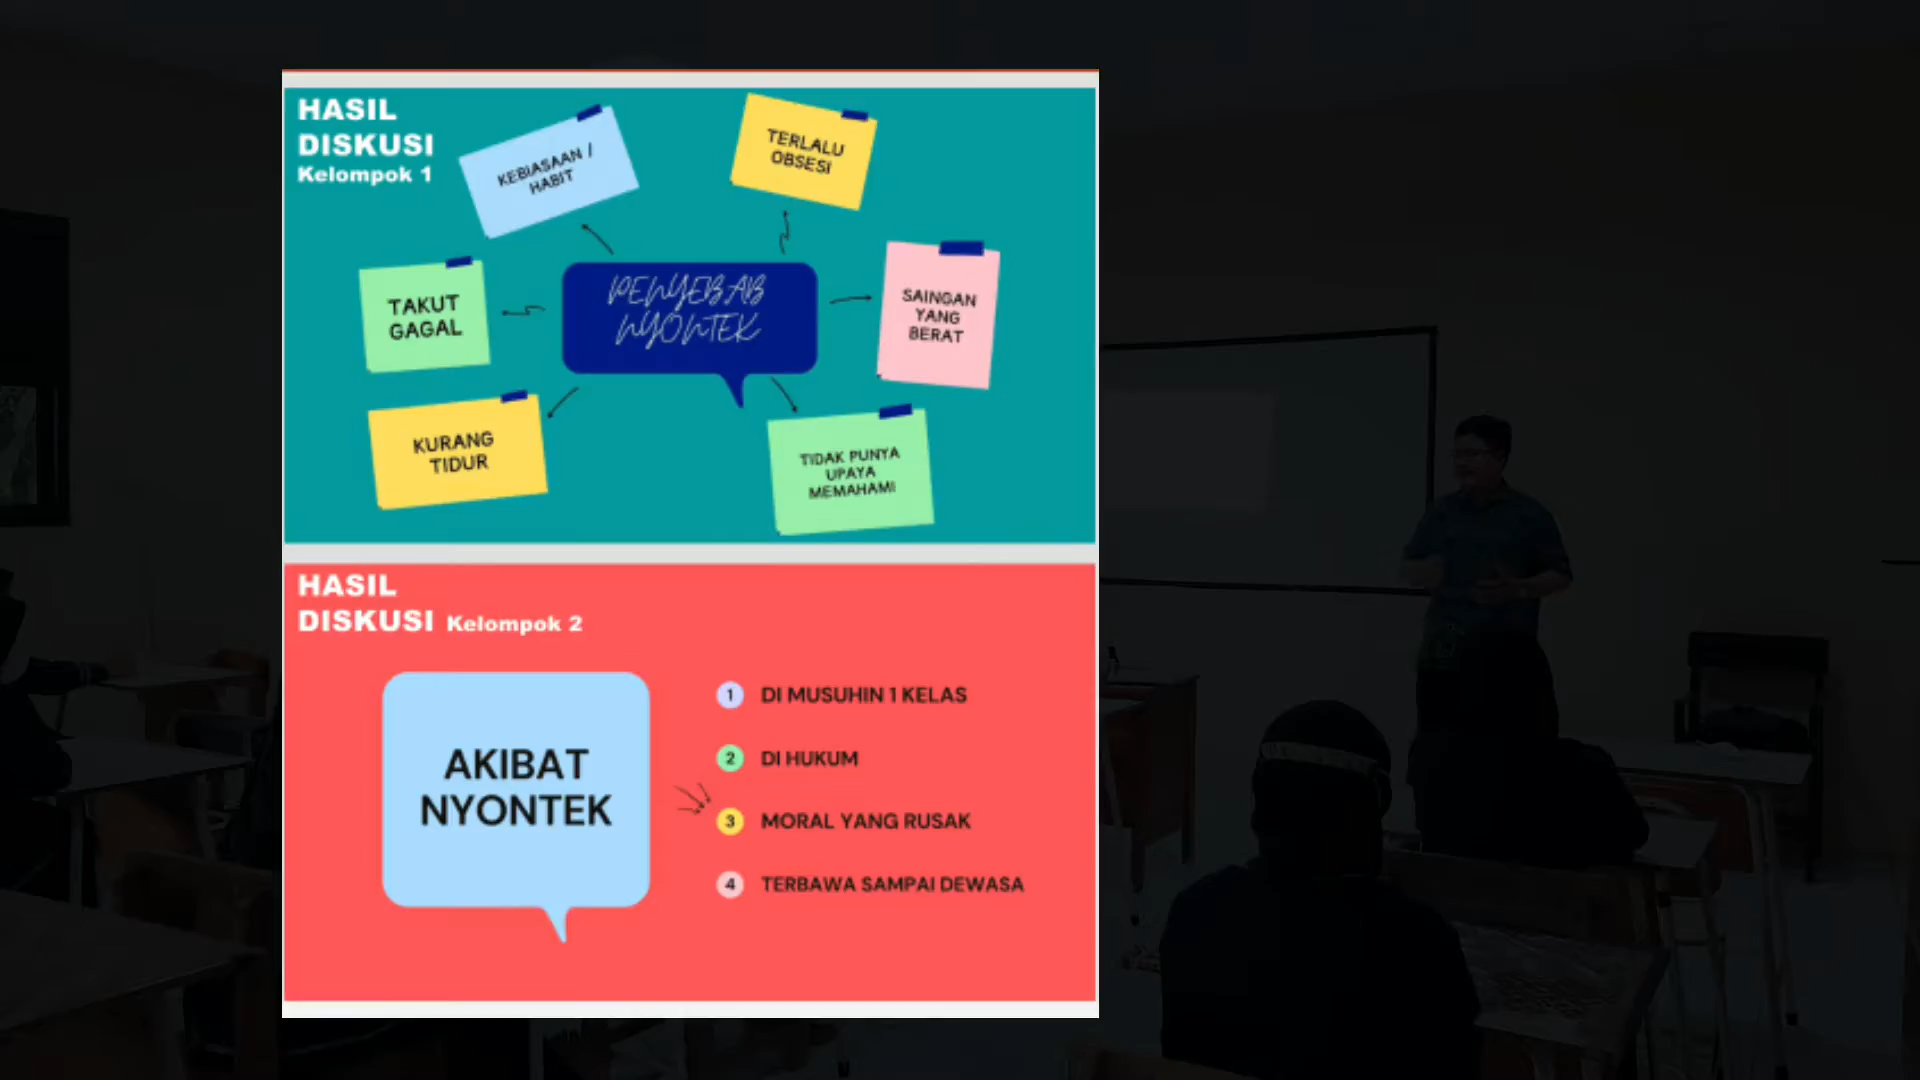 HASIL
DISKUSI
Kelompok 1
KEBIASAAN /
HABIT
TERLALU
OBSESI
TAKUT
GAGAL
PENYEBAB
NYONTEK
SAINGAN
YANG
BERAT
KURANG
TIDUR
TIDAK PUNYA
UPAYA
MEMAHAMI
HASIL
DISKUSI Kelompok 2
AKIBAT
NYONTEK
1 DI MUSUHIN 1 KELAS
2 DI HUKUM
3 MORAL YANG RUSAK
4 TERBAWA SAMPAI DEWASA